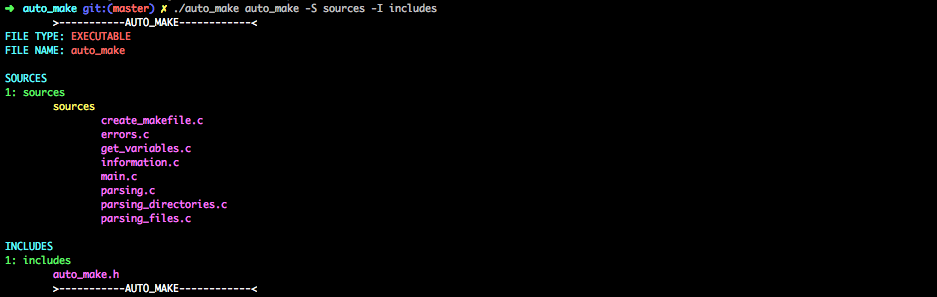 ➜ auto_make git:(master) ✗ ./auto_make auto_make -S sources -I includes
>-----------AUTO_MAKE------------<
FILE TYPE: EXECUTABLE
FILE NAME: auto_make
SOURCES
1: sources
sources
create_makefile.c
errors.c
get_variables.c
information.c
main.c
parsing.c
parsing_directories.c
parsing_files.c
INCLUDES
1: includes
auto_make.h
>-----------AUTO_MAKE------------<